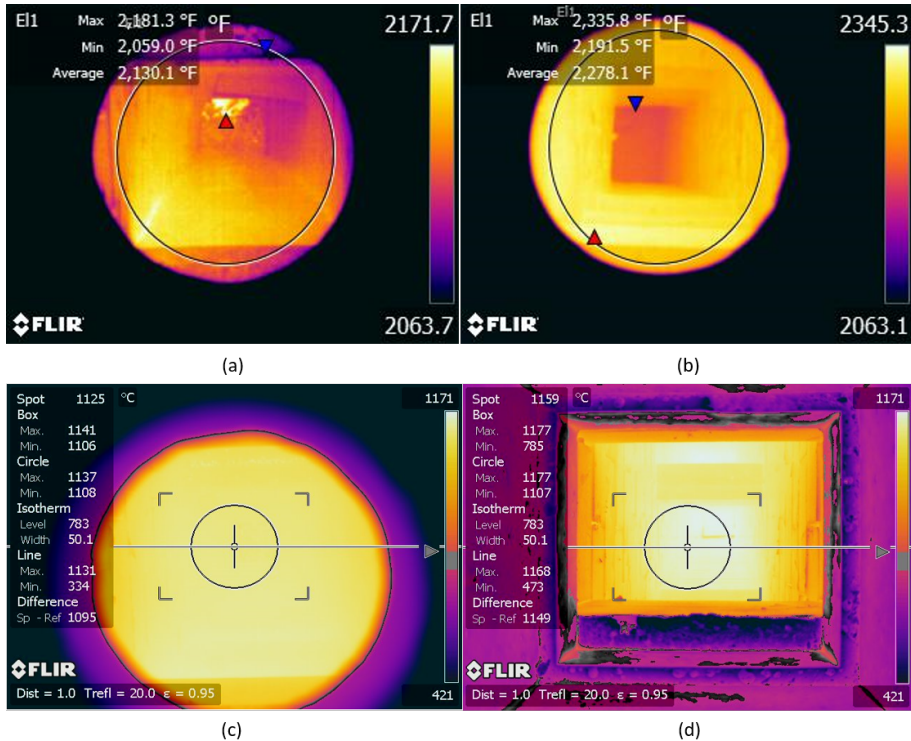 El1 Max 2,181.3 °F °F 2171.7
Min 2,059.0 °F
Average 2,130.1 °F
FLIR 2063.7
El1 Max 2,335.8 °F °F 2345.3
El1
Min 2,191.5 °F
Average 2,278.1 °F
FLIR 2063.1
(a)
(b)
Spot 1125 °C 1171
Box
Max. 1141
Min. 1106
Circle
Max. 1137
Min. 1108
Isotherm
Level 783
Width 50.1
Line
Max. 1131
Min. 334
Difference
Sp - Ref 1095
FLIR
Dist = 1.0 Trefl = 20.0 ε = 0.95 421
Spot 1159 °C 1171
Box
Max. 1177
Min. 785
Circle
Max. 1177
Min. 1107
Isotherm
Level 783
Width 50.1
Line
Max. 1168
Min. 473
Difference
Sp - Ref 1149
FLIR
Dist = 1.0 Trefl = 20.0 ε = 0.95 421
(c)
(d)